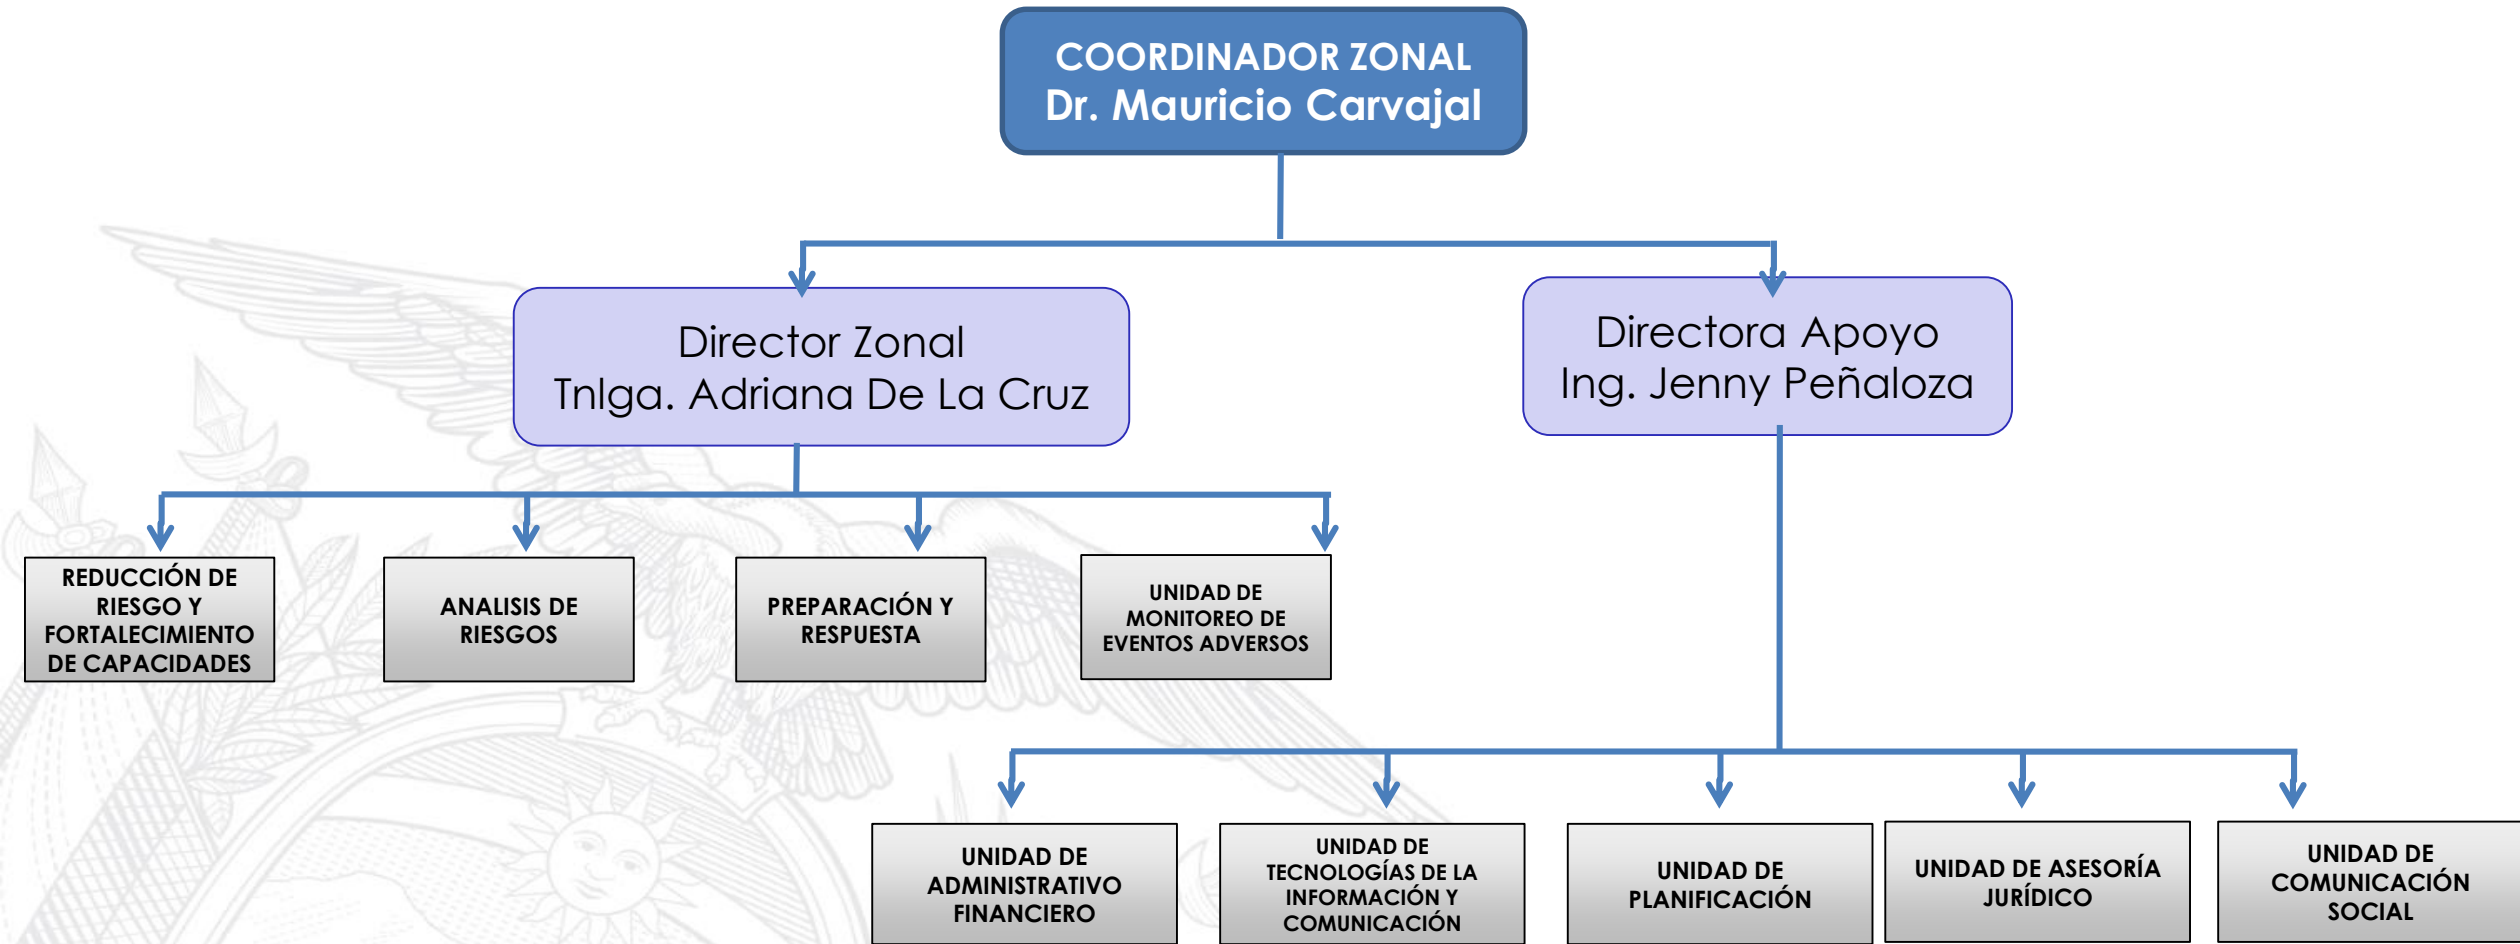 COORDINADOR ZONAL
Dr. Mauricio Carvajal
Director Zonal
Tnlga. Adriana De La Cruz
Directora Apoyo
Ing. Jenny Peñaloza
REDUCCIÓN DE
RIESGO Y
FORTALECIMIENTO
DE CAPACIDADES
ANALISIS DE
RIESGOS
PREPARACIÓN Y
RESPUESTA
UNIDAD DE
MONITOREO DE
EVENTOS ADVERSOS
UNIDAD DE
ADMINISTRATIVO
FINANCIERO
UNIDAD DE
TECNOLOGÍAS DE LA
INFORMACIÓN Y
COMUNICACIÓN
UNIDAD DE
PLANIFICACIÓN
UNIDAD DE ASESORÍA
JURÍDICO
UNIDAD DE
COMUNICACIÓN
SOCIAL